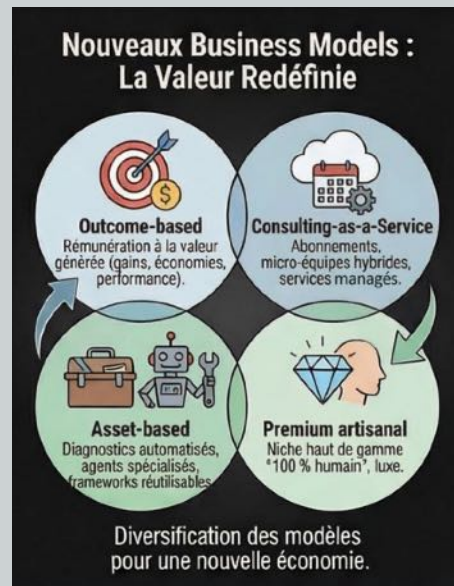 Nouveaux Business Models :
La Valeur Redéfinie
Outcome-based
Rémunération à la valeur
générée (gains, économies,
performance).
Consulting-as-a-Service
Abonnements,
micro-équipes hybrides,
services managés.
Asset-based
Diagnostics automatisés,
agents spécialisés,
frameworks réutilisables
Premium artisanal
Niche haut de gamme
"100 % humain", luxe.
Diversification des modèles
pour une nouvelle économie.